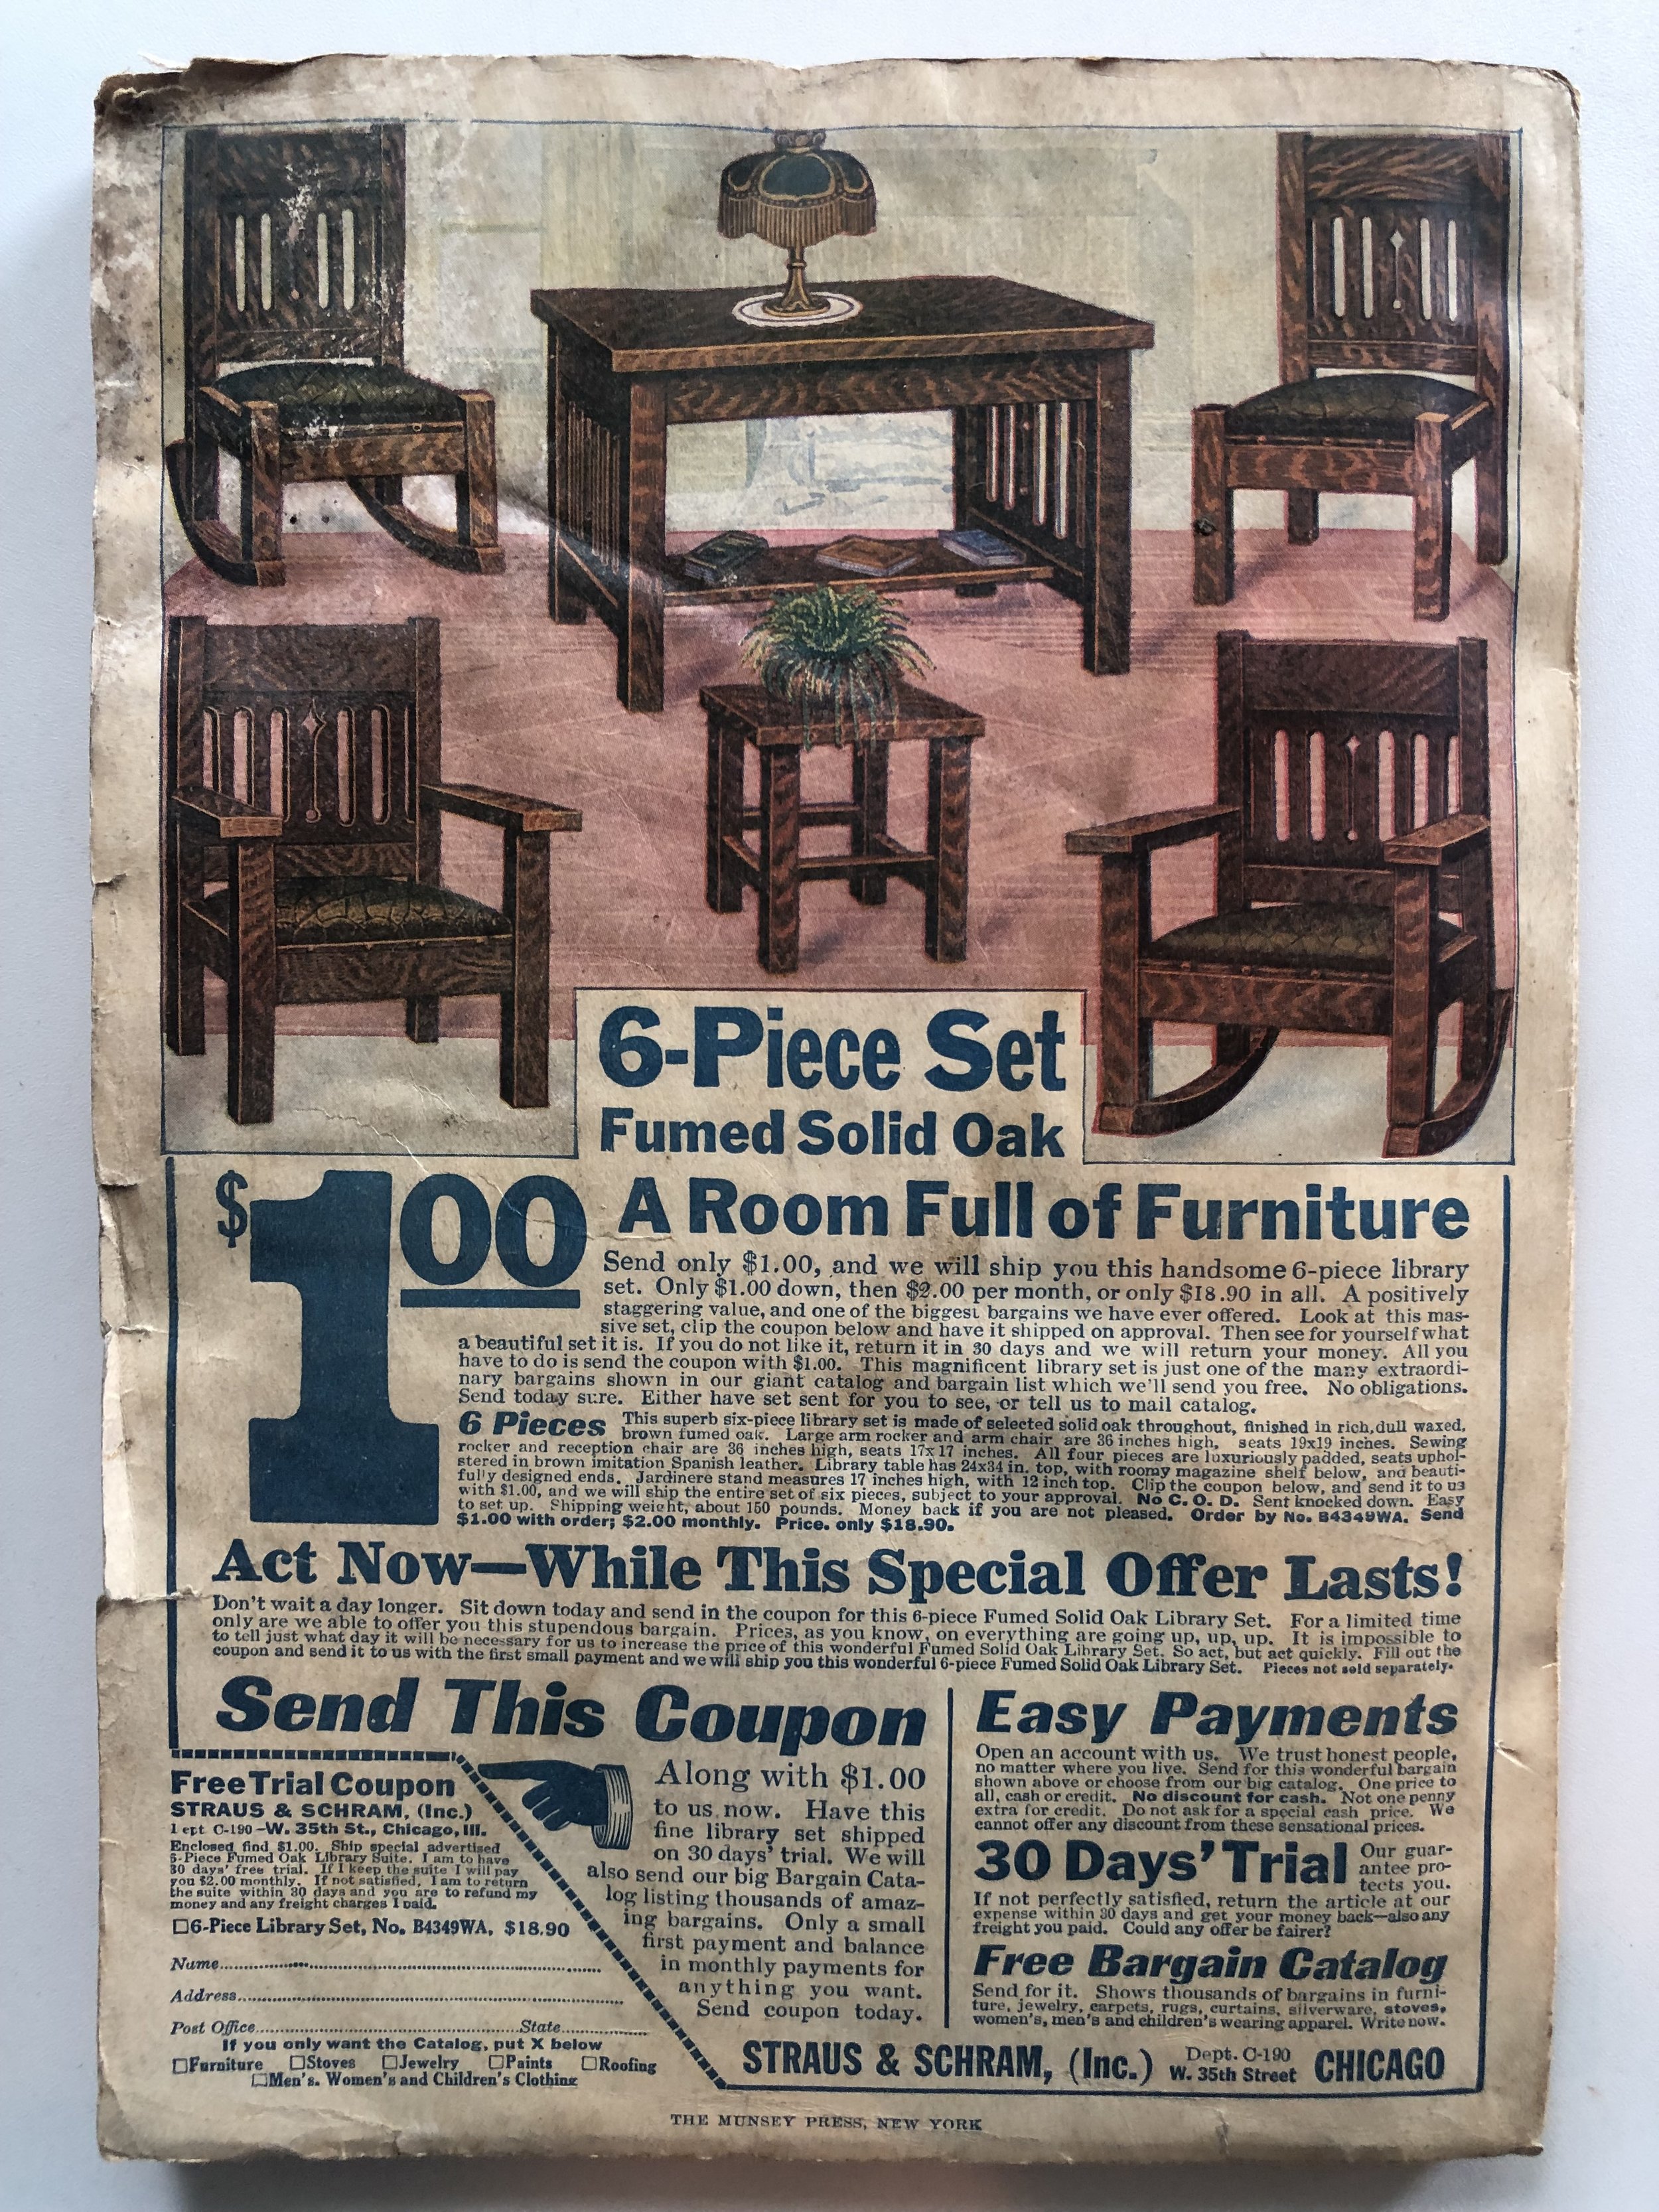 6-Piece Set
Fumed Solid Oak
$1.00
A Room Full of Furniture
Send only $1.00, and we will ship you this handsome 6-piece library
set. Only $1.00 down, then $2.00 per month, or only $18.90 in all. A positively
staggering value, and one of the biggest bargains we have ever offered. Look at this mas-
sive set, clip the coupon below and have it shipped on approval. Then see for yourself what
a beautiful set it is. If you do not like it, return it in 30 days and we will return your money. All you
have to do is send the coupon with $1.00. This magnificent library set is just one of the many extraordi-
nary bargains shown in our giant catalog and bargain list which we'll send you free. No obligations.
Send today sure. Either have set sent for you to see, or tell us to mail catalog.
6 Pieces This superb six-piece library set is made of selected solid oak throughout, finished in rich, dull waxed,
brown fumed oak. Large arm rocker and arm chair are 36 inches high, seats 19x19 inches. Sewing
rocker and reception chair are 36 inches high, seats 17x17 inches. All four pieces are luxuriously padded, seats uphol-
stered in brown imitation Spanish leather. Library table has 24x34 in. top, with roomy magazine shelf below, and beauti-
fully designed ends. Jardinere stand measures 17 inches high, with 12 inch top. Clip the coupon below, and send it to us
with $1.00, and we will ship the entire set of six pieces, subject to your approval. No C. O. D. Sent knocked down. Easy
to set up. Shipping weight, about 150 pounds. Money back if you are not pleased. Order by No. B4349WA. Send
$1.00 with order; $2.00 monthly. Price. only $18.90.
Act Now—While This Special Offer Lasts!
Don't wait a day longer. Sit down today and send in the coupon for this 6-piece Fumed Solid Oak Library Set. For a limited time
only are we able to offer you this stupendous bargain. Prices, as you know, on everything are going up, up, up. It is impossible to
to tell just what day it will be necessary for us to increase the price of this wonderful Fumed Solid Oak Library Set. So act, but act quickly. Fill out the
coupon and send it to us with the first small payment and we will ship you this wonderful 6-piece Fumed Solid Oak Library Set. Pieces not sold separately.
Send This Coupon
Along with $1.00
to us now. Have this
fine library set shipped
on 30 days' trial. We will
also send our big Bargain Cata-
log listing thousands of amaz-
ing bargains. Only a small
first payment and balance
in monthly payments for
anything you want.
Send coupon today.
Free Trial Coupon
STRAUS & SCHRAM, (Inc.)
Dept. C-190-W. 35th St., Chicago, Ill.
Enclosed find $1.00. Ship special advertised
6-Piece Fumed Oak Library Suite. I am to have
30 days' free trial. If I keep the suite I will pay
you $2.00 monthly. If not satisfied, I am to return
the suite within 30 days and you are to refund my
money and any freight charges I paid.
☐6-Piece Library Set, No. B4349WA, $18.90
Name
Address
Post Office State
If you only want the Catalog, put X below
☐Furniture ☐Stoves ☐Jewelry ☐Paints ☐Roofing
☐Men's. Women's and Children's Clothing
Easy Payments
Open an account with us. We trust honest people,
no matter where you live. Send for this wonderful bargain
shown above or choose from our big catalog. One price to
all, cash or credit. No discount for cash. Not one penny
extra for credit. Do not ask for a special cash price. We
cannot offer any discount from these sensational prices.
30 Days' Trial Our guar-
antee pro-
tects you.
If not perfectly satisfied, return the article at our
expense within 30 days and get your money back—also any
freight you paid. Could any offer be fairer?
Free Bargain Catalog
Send for it. Shows thousands of bargains in furni-
ture, jewelry, carpets, rugs, curtains, silverware, stoves,
women's, men's and children's wearing apparel. Write now.
STRAUS & SCHRAM, (Inc.) Dept. C-190
W. 35th Street CHICAGO
THE MUNSEY PRESS, NEW YORK